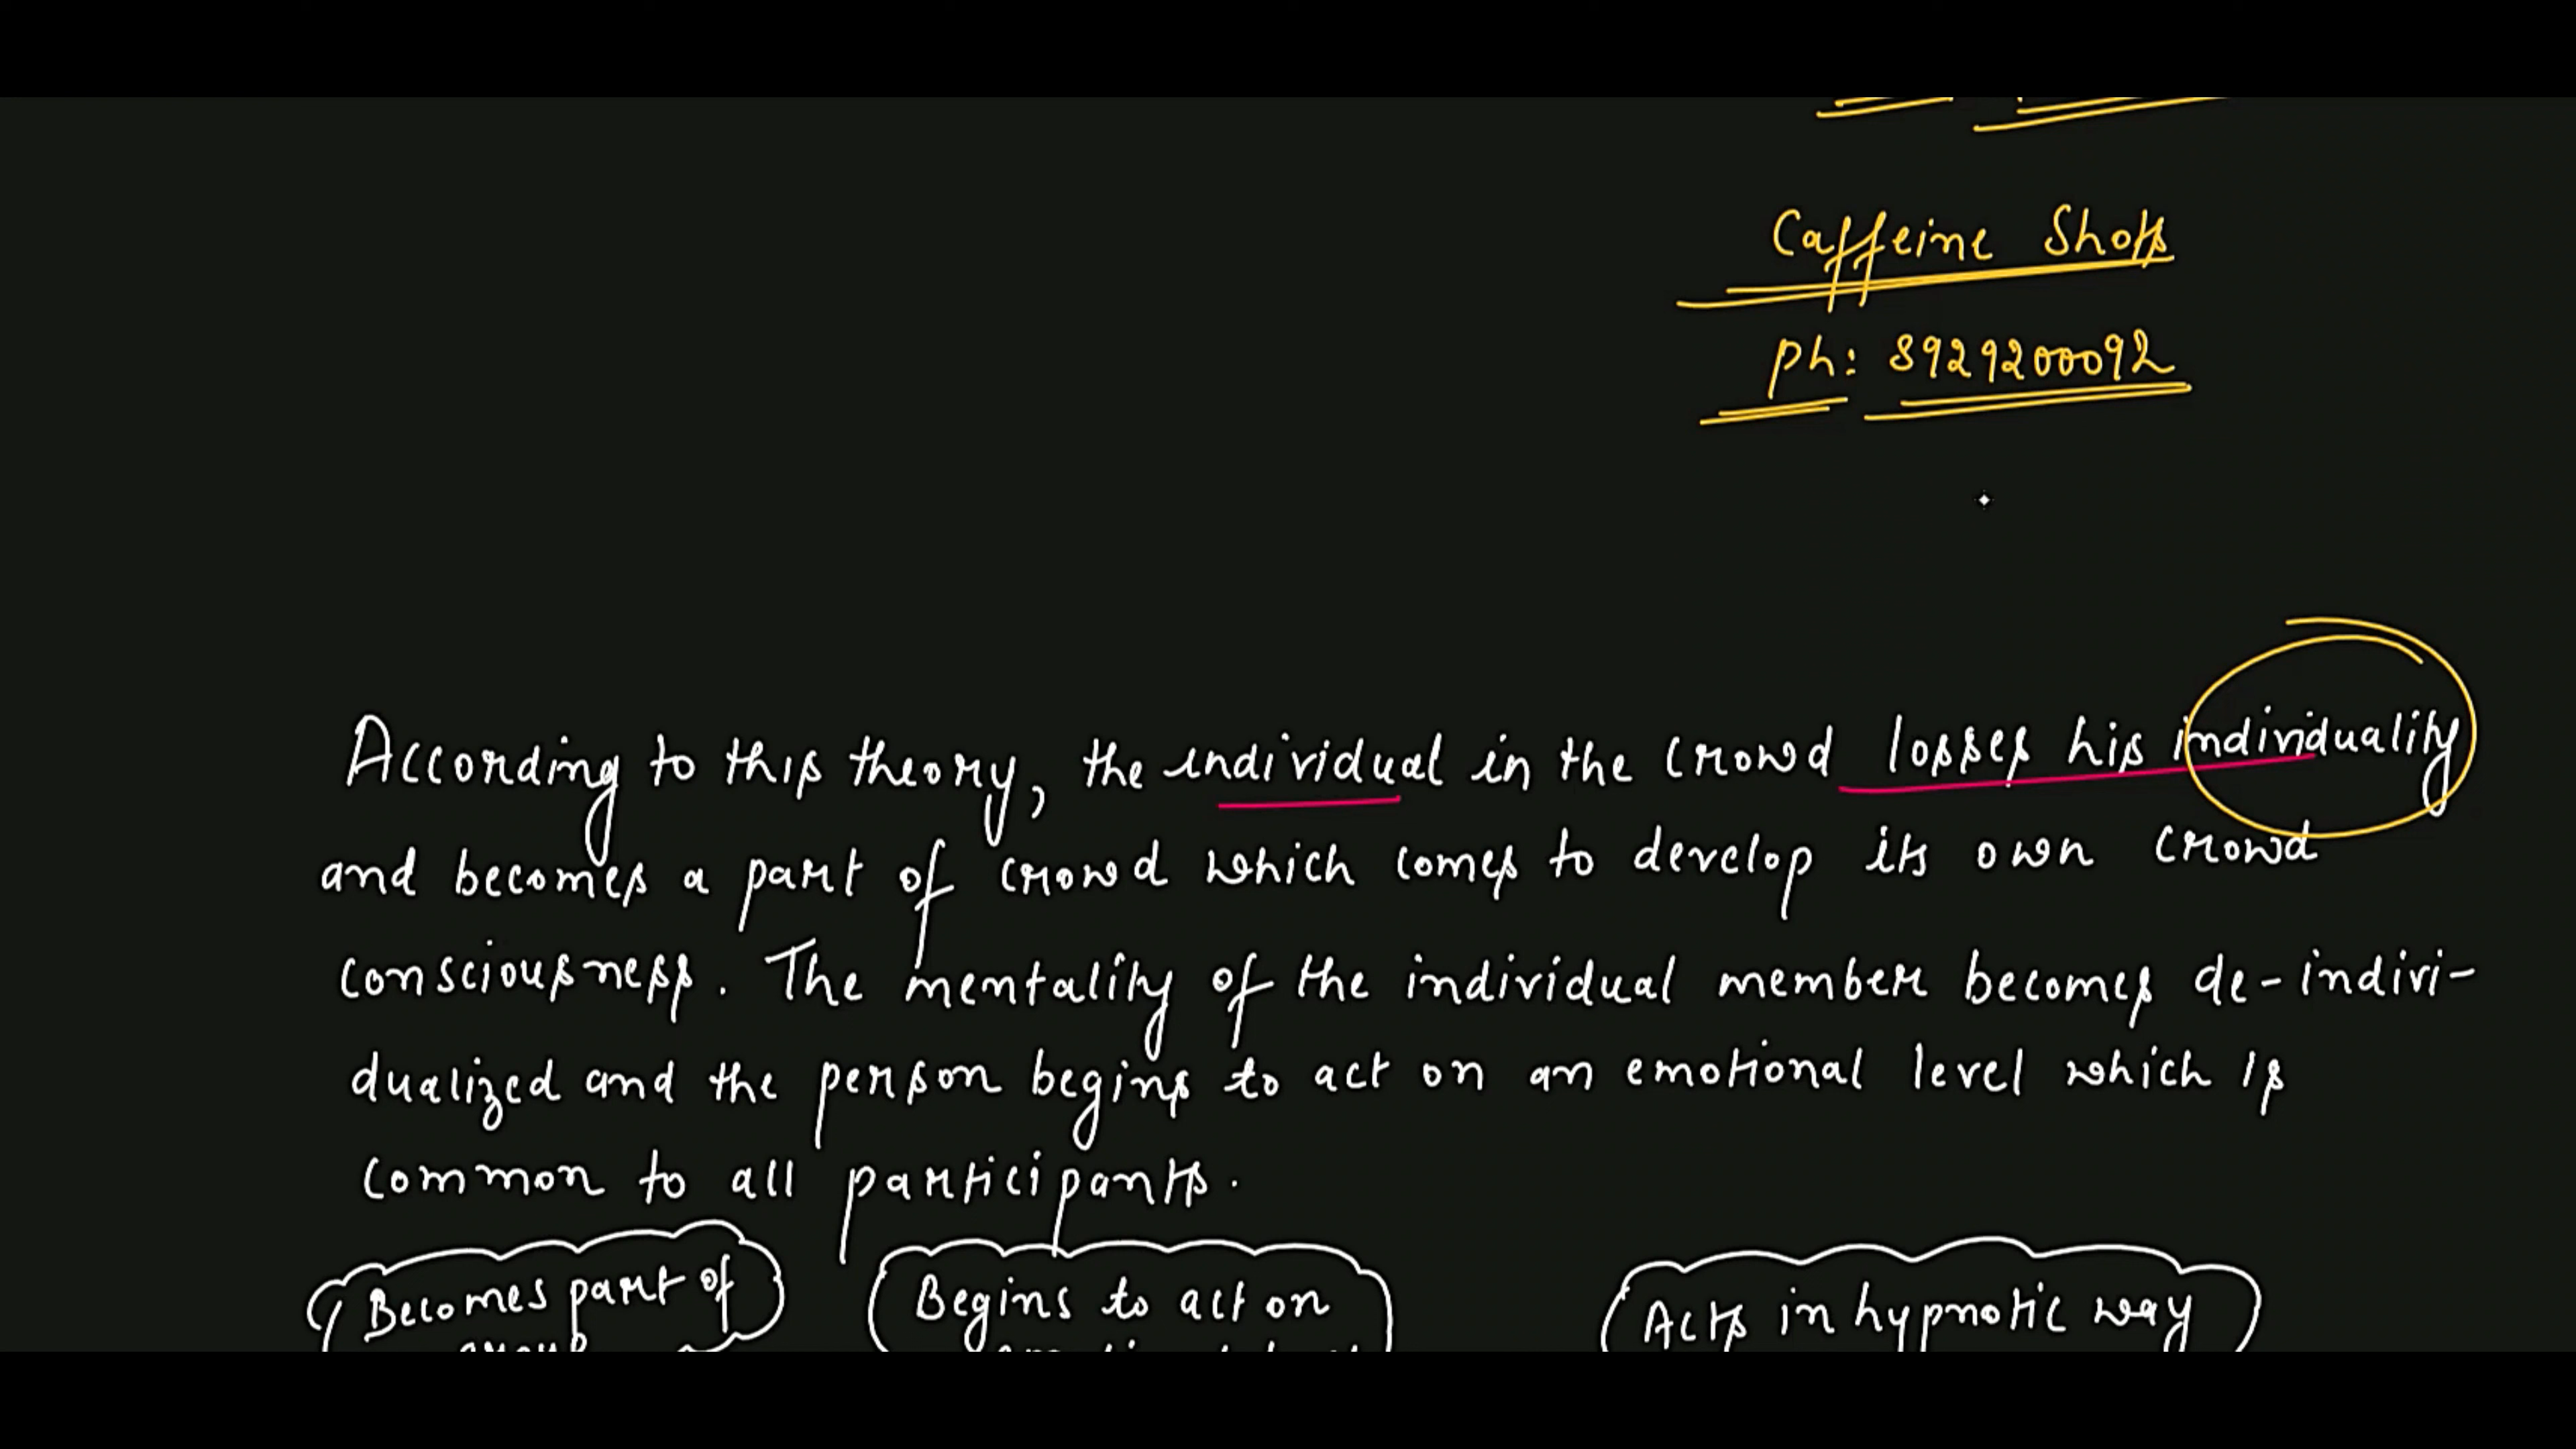 Caffeine Shots
Ph: 8929200092
According to this theory, the individual in the crowd losses his individuality
and becomes a part of crowd which comes to develop its own crowd
consciousness. The mentality of the individual member becomes de-indivi-
dualized and the person begins to act on an emotional level which is
common to all participants.
Becomes part of
Begins to act on
Acts in hypnotic way